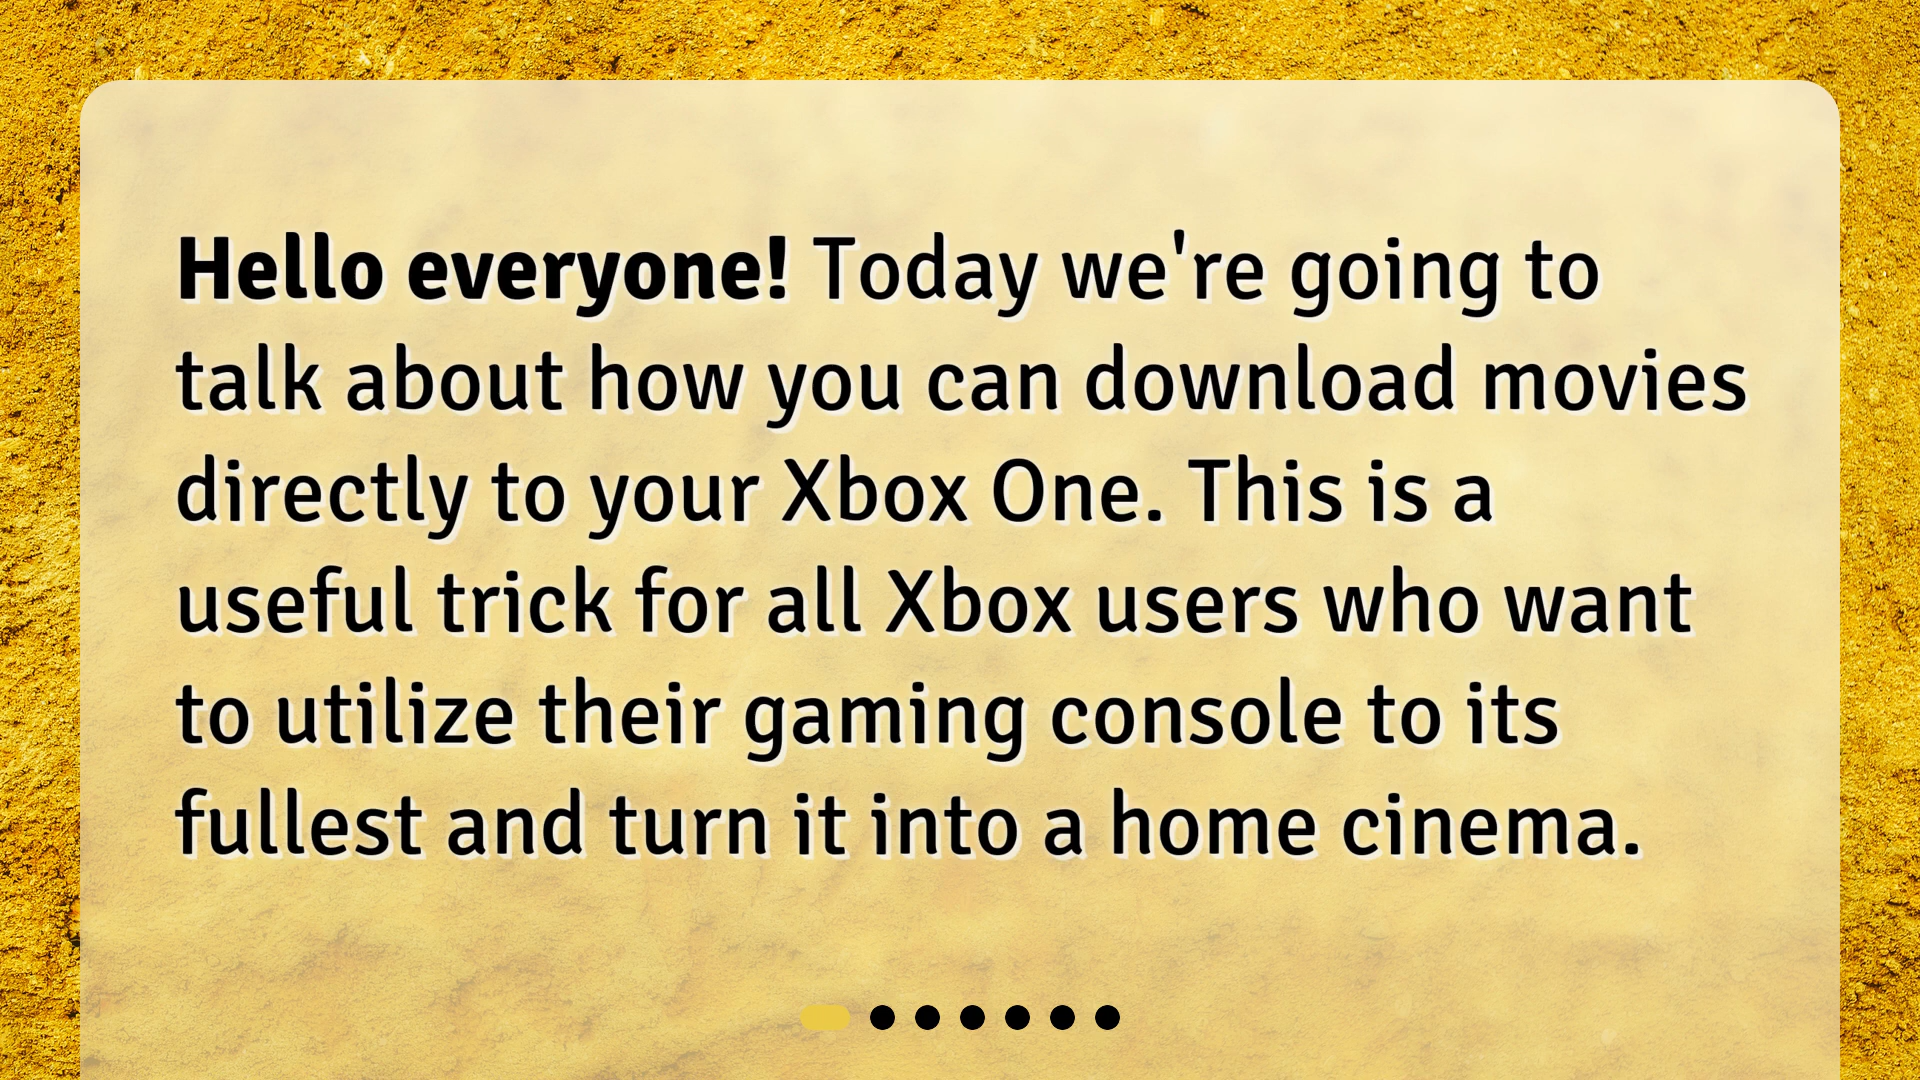 Hello everyone! Today we're going to
talk about how you can download movies
directly to your Xbox One. This is a
useful trick for all Xbox users who want
to utilize their gaming console to its
fullest and turn it into a home cinema.